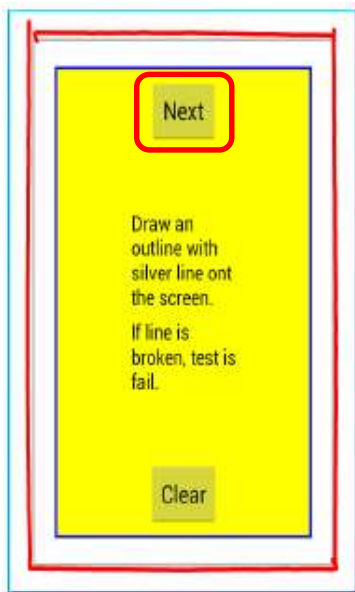 Next
Draw an
outline with
silver line ont
the screen.
If line is
broken, test is
fail.
Clear